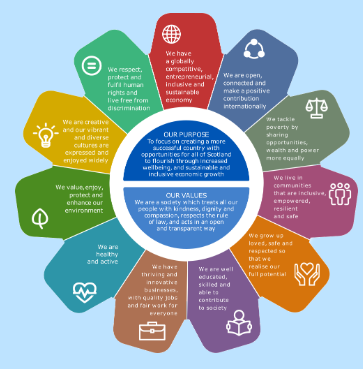 We have
a globally
competitive,
entrepreneurial,
inclusive and
sustainable
economy
We are open,
connected and
make a positive
contribution
internationally
We tackle
poverty by
sharing
opportunities,
wealth and power
more equally
We live in
communities
that are inclusive,
empowered,
resilient
and safe
We grow up
loved, safe and
respected so
that we
realise our
full potential
We are well
educated,
skilled and
able to
contribute
to society
We have
thriving and
innovative
businesses,
with quality jobs
and fair work for
everyone
We are
healthy
and active
We value, enjoy,
protect and
enhance our
environment
We are creative
and our vibrant
and diverse
cultures are
expressed and
enjoyed widely
We respect,
protect and
fulfil human
rights and
live free from
discrimination
OUR PURPOSE
To focus on creating a more
successful country with
opportunities for all of Scotland
to flourish through increased
wellbeing, and sustainable and
inclusive economic growth
OUR VALUES
We are a society which treats all our
people with kindness, dignity and
compassion, respects the rule
of law, and acts in an open
and transparent way